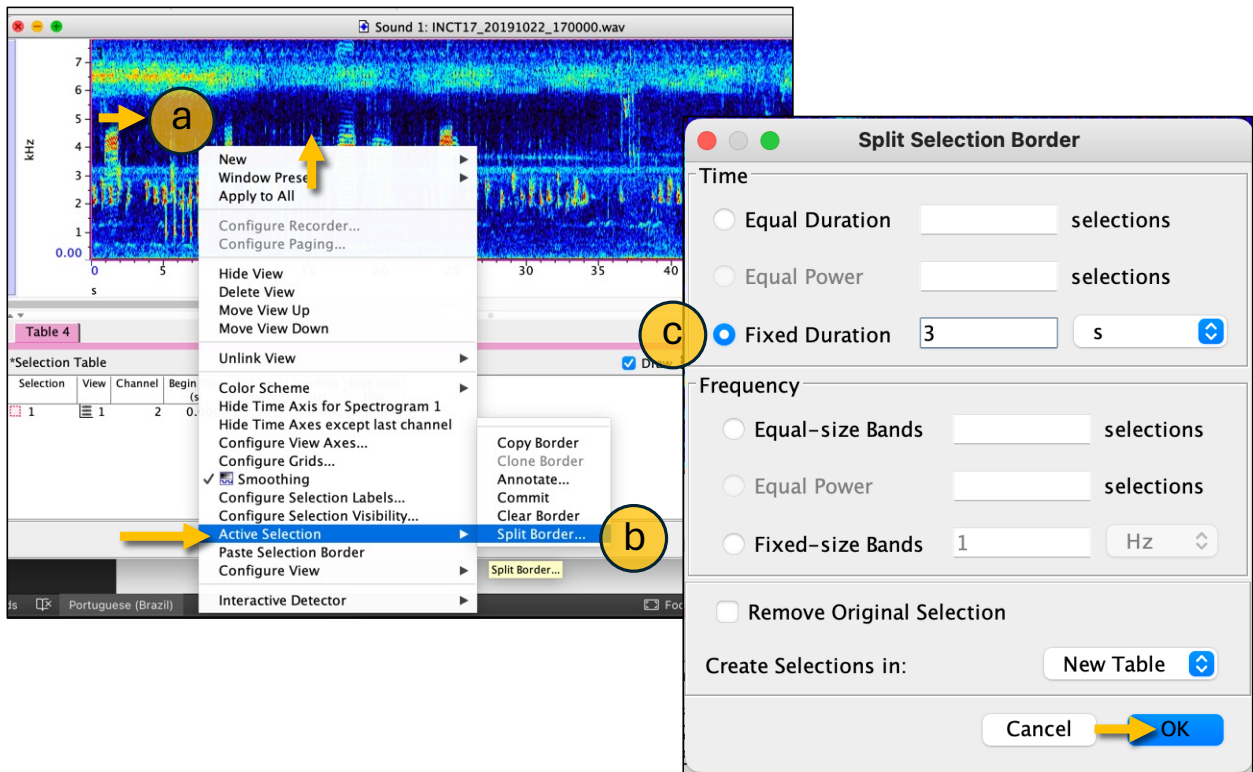 Sound 1: INCT17_20191022_170000.wav
7
6
5
4
3
2
1
0.00
kHz
1
a
0 5 15 20 25 30 35 40
s
New
Window Prese
Apply to All
Configure Recorder...
Configure Paging...
Hide View
Delete View
Move View Up
Move View Down
Unlink View
Color Scheme
Hide Time Axis for Spectrogram 1
Hide Time Axes except last channel
Configure View Axes...
Configure Grids...
Smoothing
Configure Selection Labels...
Configure Selection Visibility...
Active Selection
Paste Selection Border
Configure View
Interactive Detector
Copy Border
Clone Border
Annotate...
Commit
Clear Border
Split Border...
b
Split Border...
Table 4
*Selection Table
Selection View Channel Begin
(s
1 1 2 0.
ds Portuguese (Brazil)
Foc
Split Selection Border
Time
Equal Duration selections
Equal Power selections
c
Fixed Duration 3 s
Frequency
Equal-size Bands selections
Equal Power selections
Fixed-size Bands 1 Hz
Remove Original Selection
Create Selections in: New Table
Cancel OK